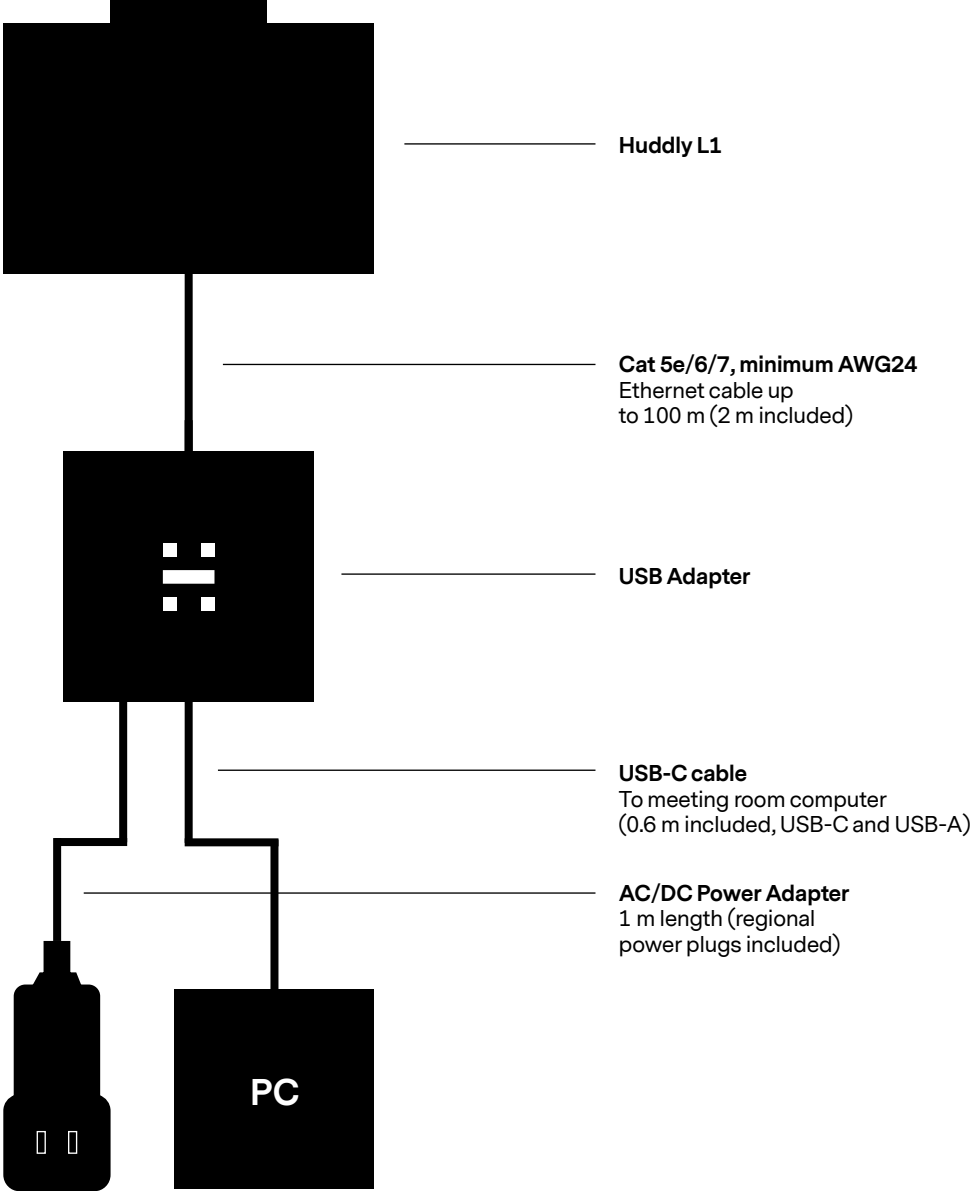 Huddly L1
Cat 5e/6/7, minimum AWG24
Ethernet cable up
to 100 m (2 m included)
USB Adapter
USB-C cable
To meeting room computer
(0.6 m included, USB-C and USB-A)
AC/DC Power Adapter
1 m length (regional
power plugs included)
PC